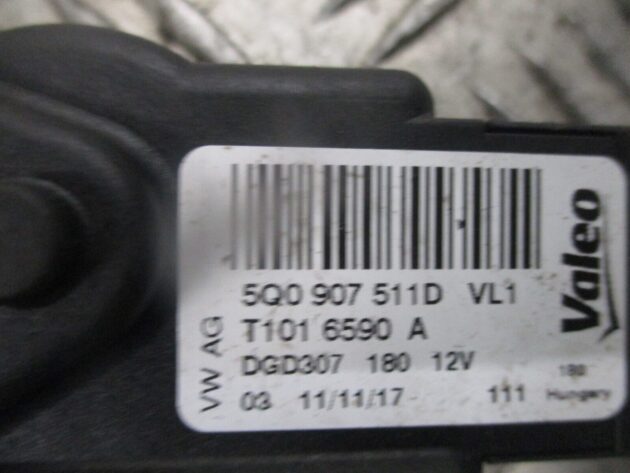 5Q0 907 511D VL1
T101 6590 A
DGD307 180 12V
03 11/11/17 111
VW AG
Valeo
180
Hungary